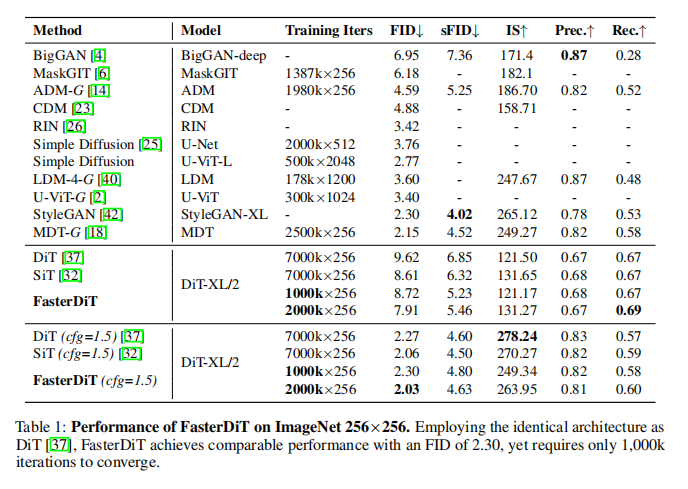 Method Model Training Iters FID↓ sFID↓ IS↑ Prec.↑ Rec.↑
BigGAN [4] BigGAN-deep - 6.95 7.36 171.4 0.87 0.28
MaskGIT [6] MaskGIT 1387k×256 6.18 - 182.1 - -
ADM-G [14] ADM 1980k×256 4.59 5.25 186.70 0.82 0.52
CDM [23] CDM - 4.88 - 158.71 - -
RIN [26] RIN - 3.42 - - - -
Simple Diffusion [25] U-Net 2000k×512 3.76 - - - -
Simple Diffusion U-ViT-L 500k×2048 2.77 - - - -
LDM-4-G [40] LDM 178k×1200 3.60 - 247.67 0.87 0.48
U-ViT-G [2] U-ViT 300k×1024 3.40 - - - -
StyleGAN [42] StyleGAN-XL - 2.30 4.02 265.12 0.78 0.53
MDT-G [18] MDT 2500k×256 2.15 4.52 249.27 0.82 0.58
DiT [37] 7000k×256 9.62 6.85 121.50 0.67 0.67
SiT [32] DiT-XL/2 7000k×256 8.61 6.32 131.65 0.68 0.67
FasterDiT 1000k×256 8.72 5.23 121.17 0.68 0.67
2000k×256 7.91 5.46 131.27 0.67 0.69
DiT (cfg=1.5) [37] 7000k×256 2.27 4.60 278.24 0.83 0.57
SiT (cfg=1.5) [32] DiT-XL/2 7000k×256 2.06 4.50 270.27 0.82 0.59
FasterDiT (cfg=1.5) 1000k×256 2.30 4.80 249.34 0.82 0.58
2000k×256 2.03 4.63 263.95 0.81 0.60
Table 1: Performance of FasterDiT on ImageNet 256×256. Employing the identical architecture as
DiT [37], FasterDiT achieves comparable performance with an FID of 2.30, yet requires only 1,000k
iterations to converge.